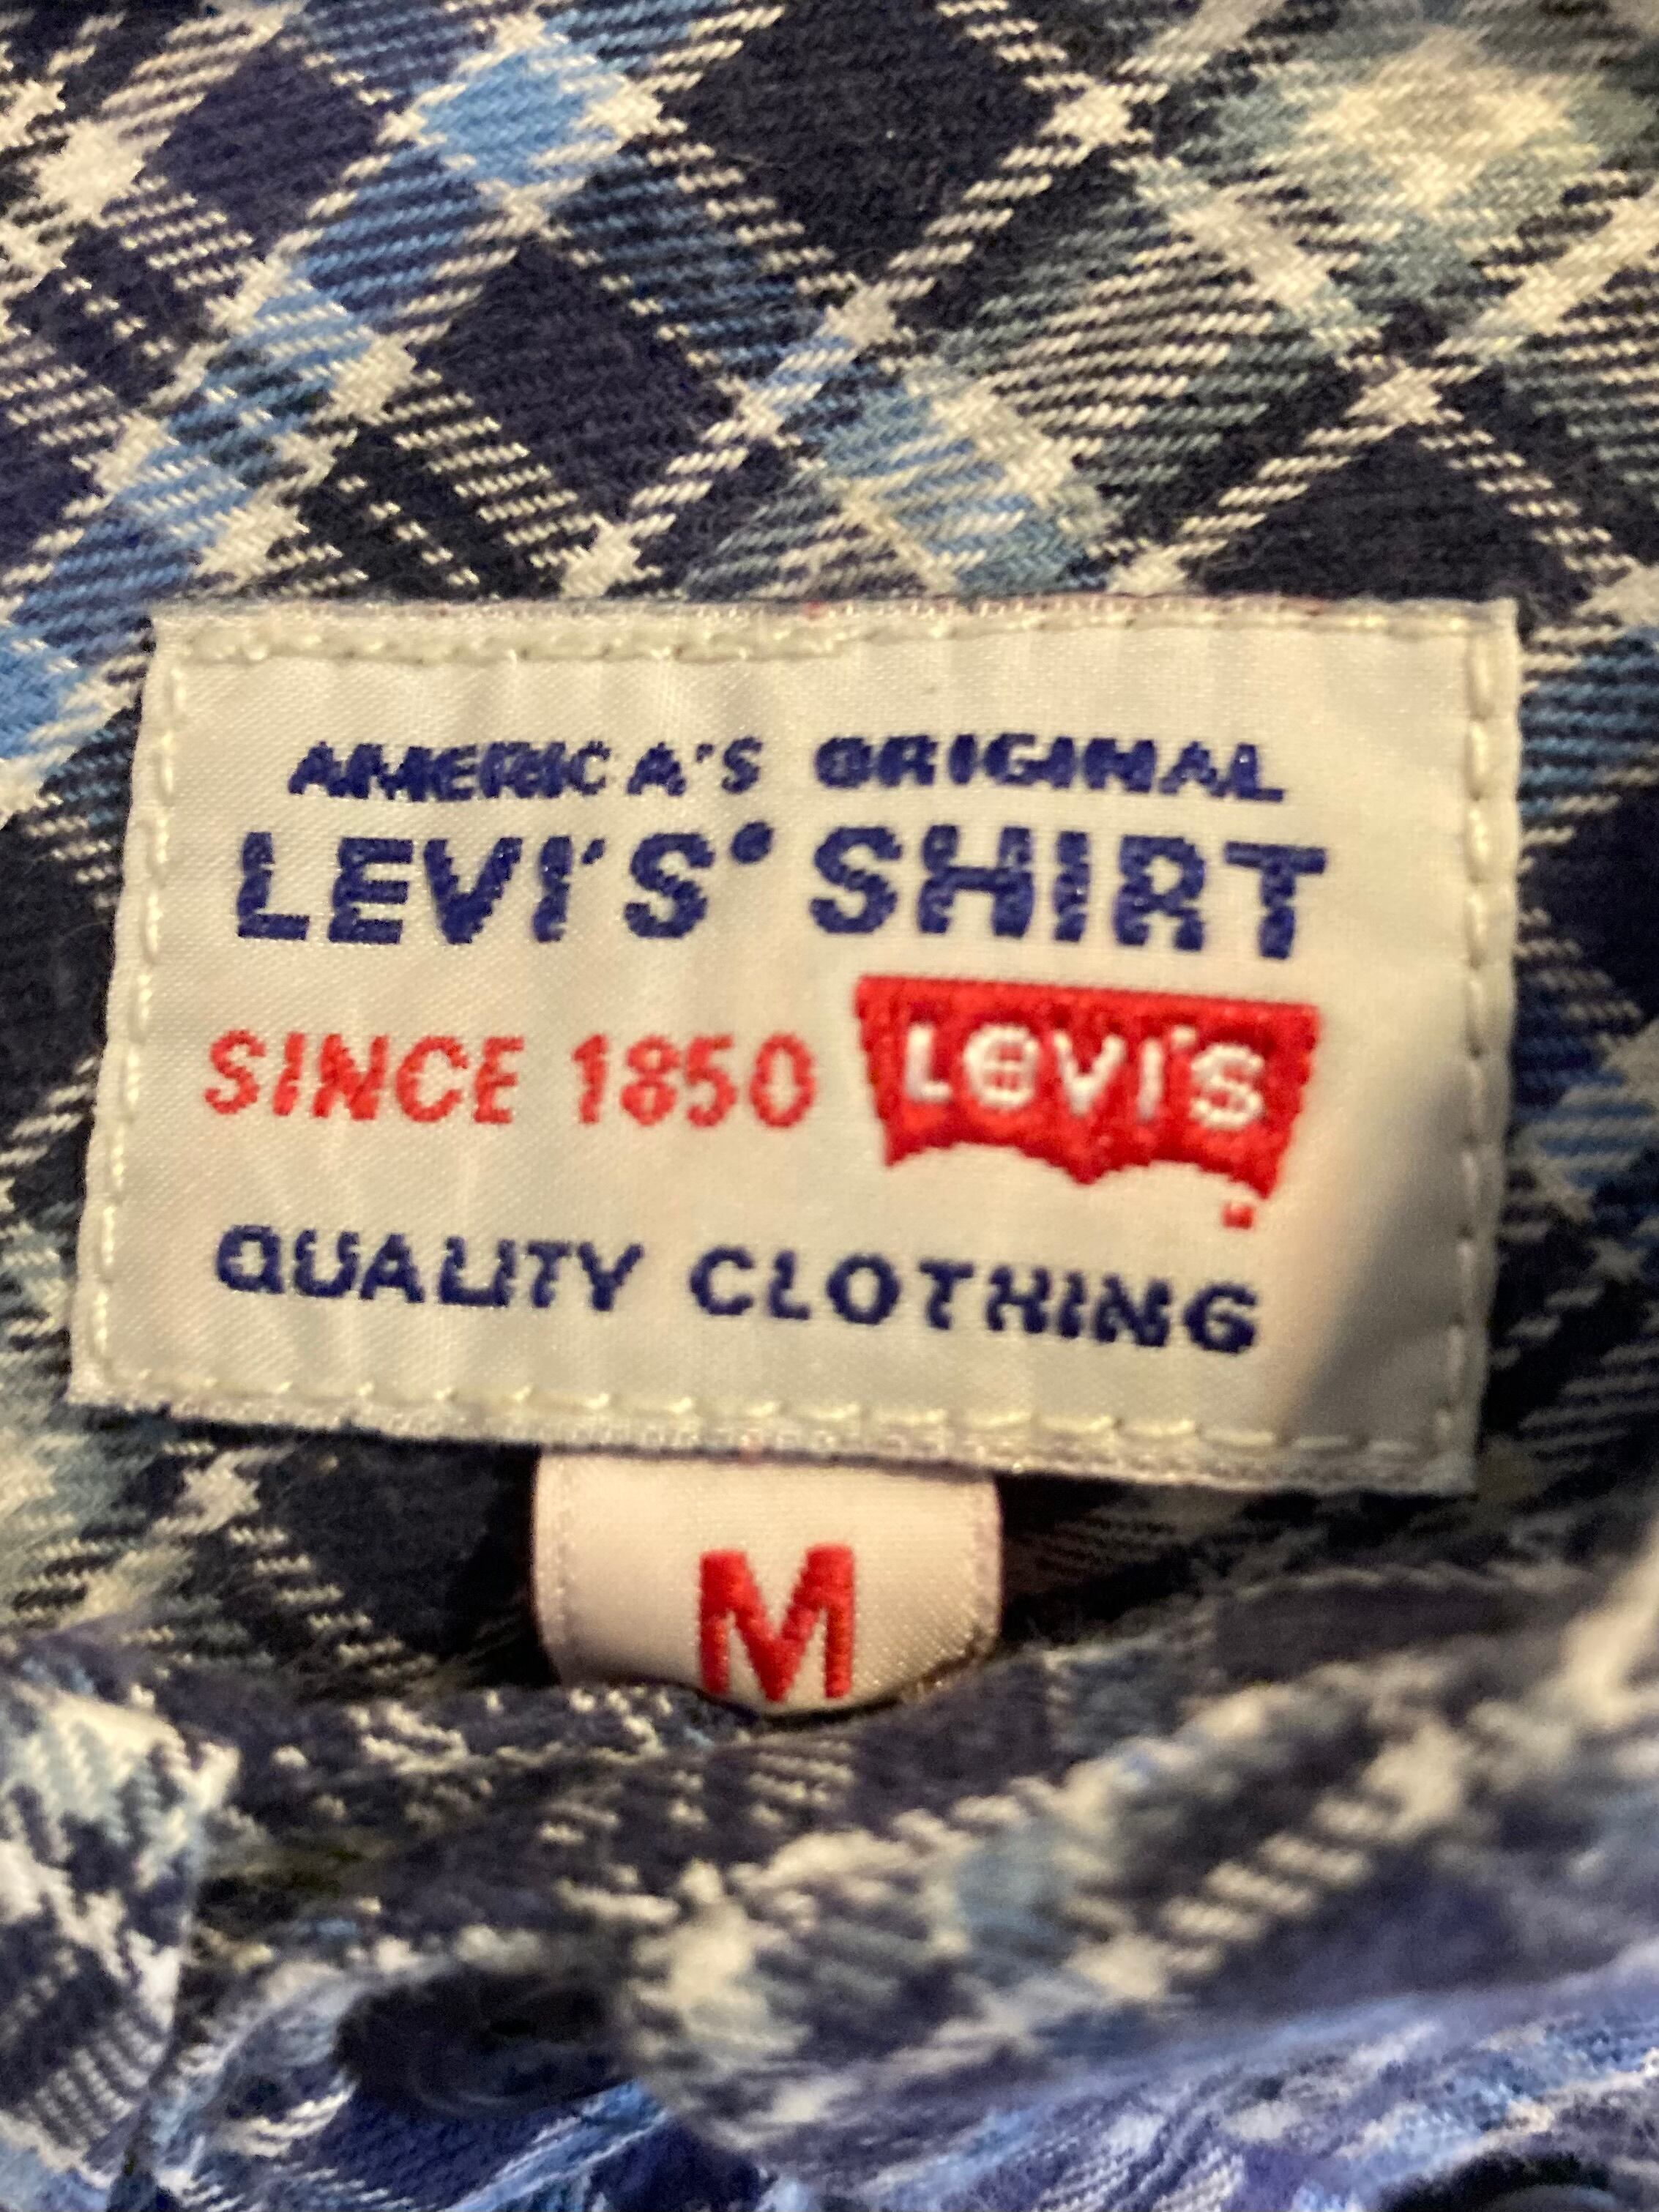 AMERICA'S ORIGINAL
LEVI'S® SHIRT
SINCE 1850 LEVI'S
QUALITY CLOTHING
M